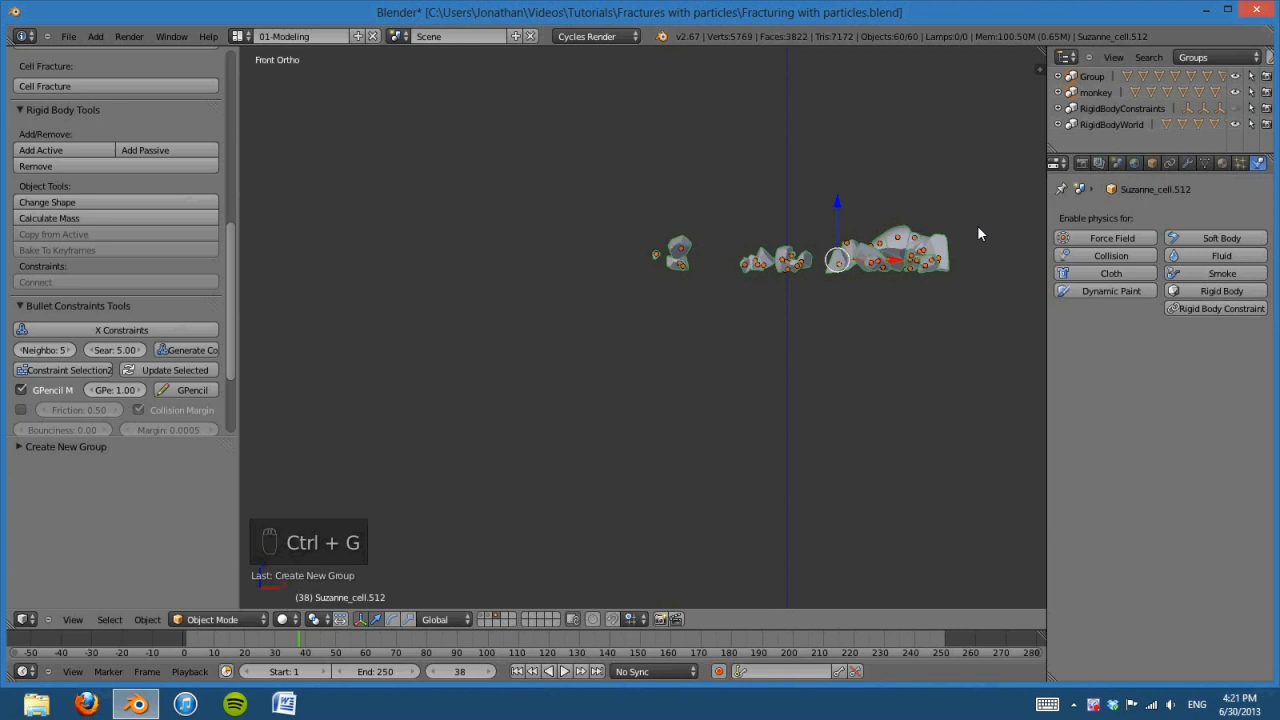 Blender* [C:\Users\Jonathan\Videos\Tutorials\Fractures with particles\Fracturing with particles.blend]
File Add Render Window Help 01-Modeling Scene Cycles Render v2.67 | Verts:5769 | Faces:3822 | Tris:7172 | Objects:60/60 | Lamps:0/0 | Mem:100.50M (0.65M) | Suzanne_cell.512
Cell Fracture:
Cell Fracture
Rigid Body Tools
Add/Remove:
Add Active Add Passive
Remove
Object Tools:
Change Shape
Calculate Mass
Copy from Active
Bake To Keyframes
Constraints:
Connect
Bullet Constraints Tools
X Constraints
Neighbo: 5 Sear: 5.00 Generate Co
Constraint Selection2 Update Selected
GPencil M GPe: 1.00 GPencil
Friction: 0.50 Collision Margin
Bounciness: 0.00 Margin: 0.0005
Create New Group
Front Ortho
Ctrl + G
Last: Create New Group
(38) Suzanne_cell.512
View Search Groups
Group
monkey
RigidBodyConstraints
RigidBodyWorld
Suzanne_cell.512
Enable physics for:
Force Field Soft Body
Collision Fluid
Cloth Smoke
Dynamic Paint Rigid Body
Rigid Body Constraint
View Select Object Object Mode Global
-50 -40 -30 -20 -10 0 10 20 30 40 50 60 70 80 90 100 110 120 130 140 150 160 170 180 190 200 210 220 230 240 250 260 270 280
View Marker Frame Playback Start: 1 End: 250 38 No Sync
ENG
4:21 PM
6/30/2013